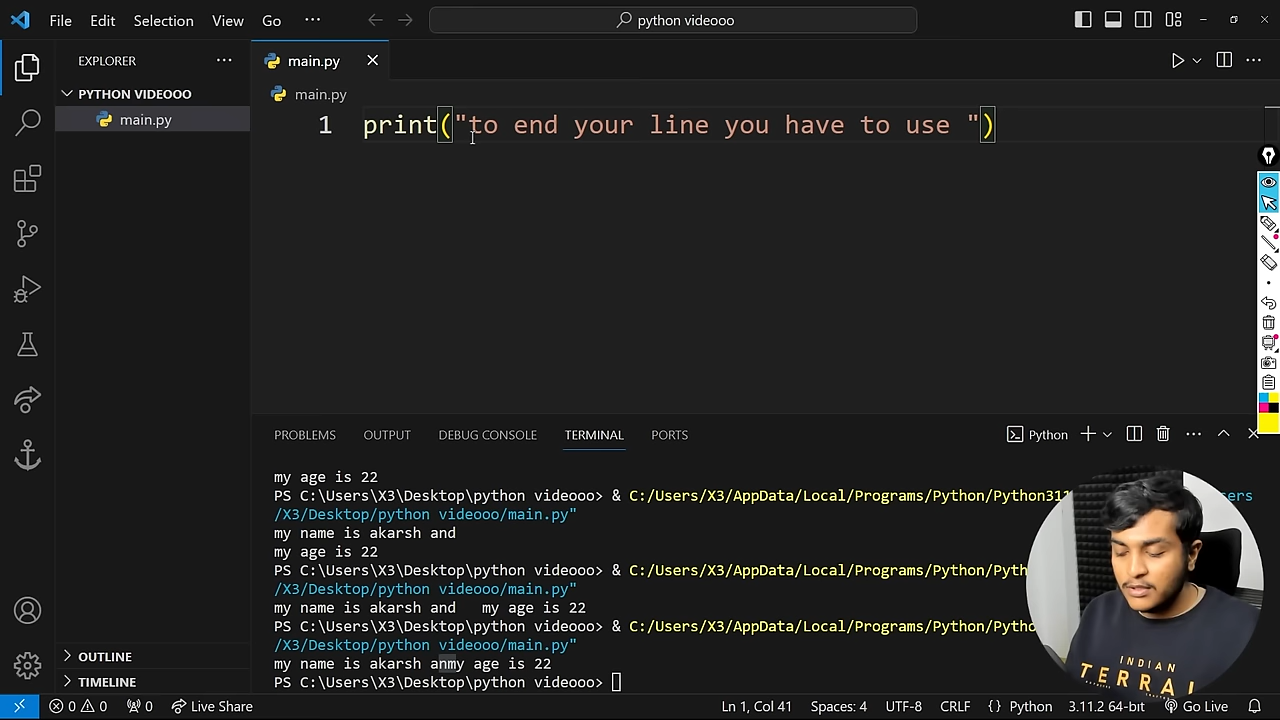 File Edit Selection View Go ··· python videooo
EXPLORER ···
PYTHON VIDEOOO
main.py
OUTLINE
TIMELINE
main.py
main.py
1 print("to end your line you have to use ")
PROBLEMS OUTPUT DEBUG CONSOLE TERMINAL PORTS Python ···
my age is 22
PS C:\Users\X3\Desktop\python videooo> & C:/Users/X3/AppData/Local/Programs/Python/Python311
/X3/Desktop/python videooo/main.py"
my name is akarsh and
my age is 22
PS C:\Users\X3\Desktop\python videooo> & C:/Users/X3/AppData/Local/Programs/Pyth
/X3/Desktop/python videooo/main.py"
my name is akarsh and   my age is 22
PS C:\Users\X3\Desktop\python videooo> & C:/Users/X3/AppData/Local/Programs/Pytho
/X3/Desktop/python videooo/main.py"
my name is akarsh anmy age is 22
PS C:\Users\X3\Desktop\python videooo>
INDIAN
TERRAI
0 0 0 Live Share Ln 1, Col 41 Spaces: 4 UTF-8 CRLF {} Python 3.11.2 64-bit Go Live